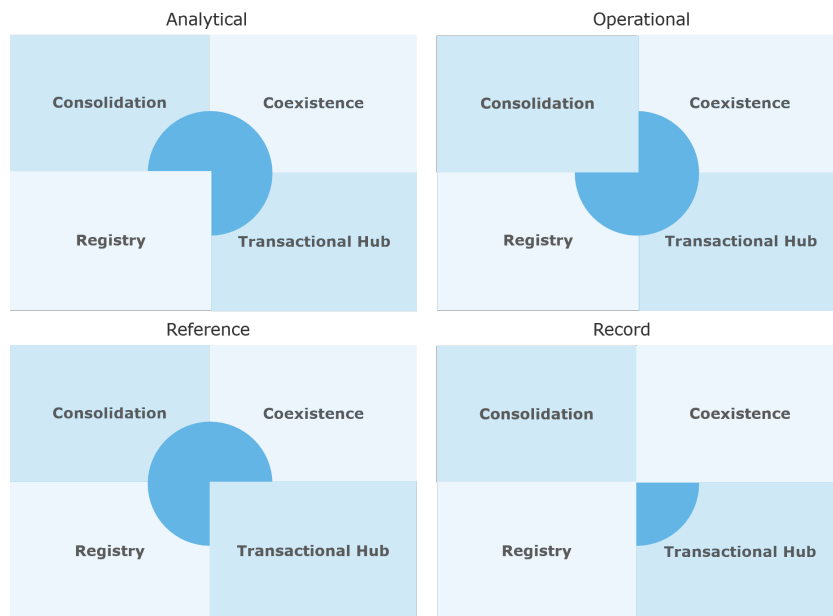 Analytical
Operational
Consolidation
Coexistence
Consolidation
Coexistence
Registry
Transactional Hub
Registry
Transactional Hub
Reference
Record
Consolidation
Coexistence
Consolidation
Coexistence
Registry
Transactional Hub
Registry
Transactional Hub